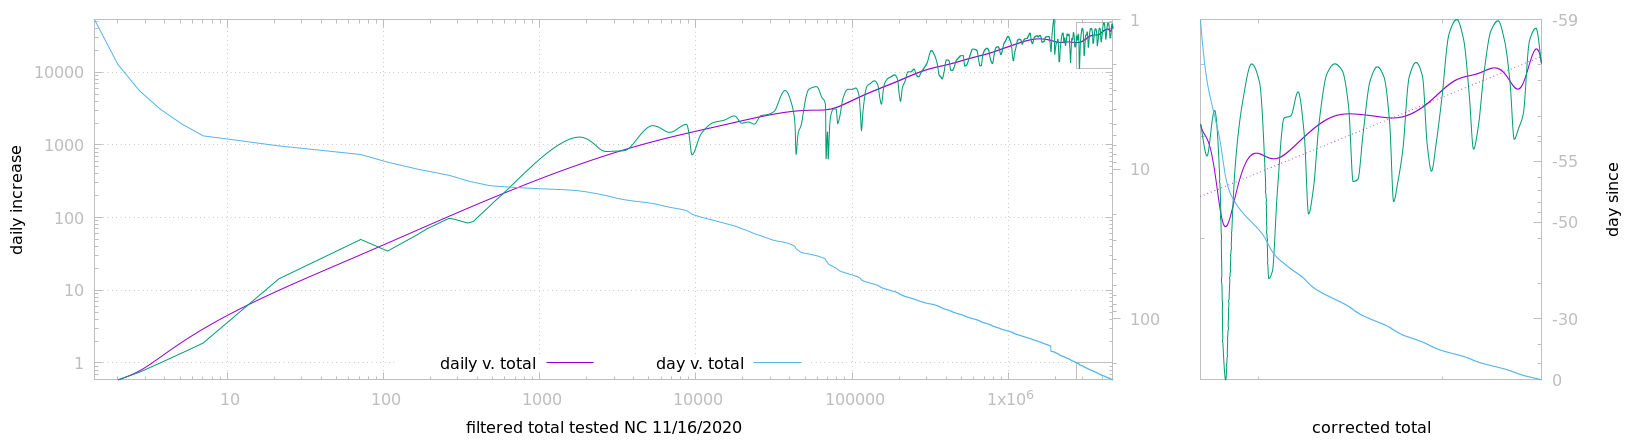 daily increase
10000
1000
100
10
1
10
100
1000
10000
100000
1x10^6
1
10
100
daily v. total
day v. total
filtered total tested NC 11/16/2020
-59
-55
-50
-30
0
day since
corrected total